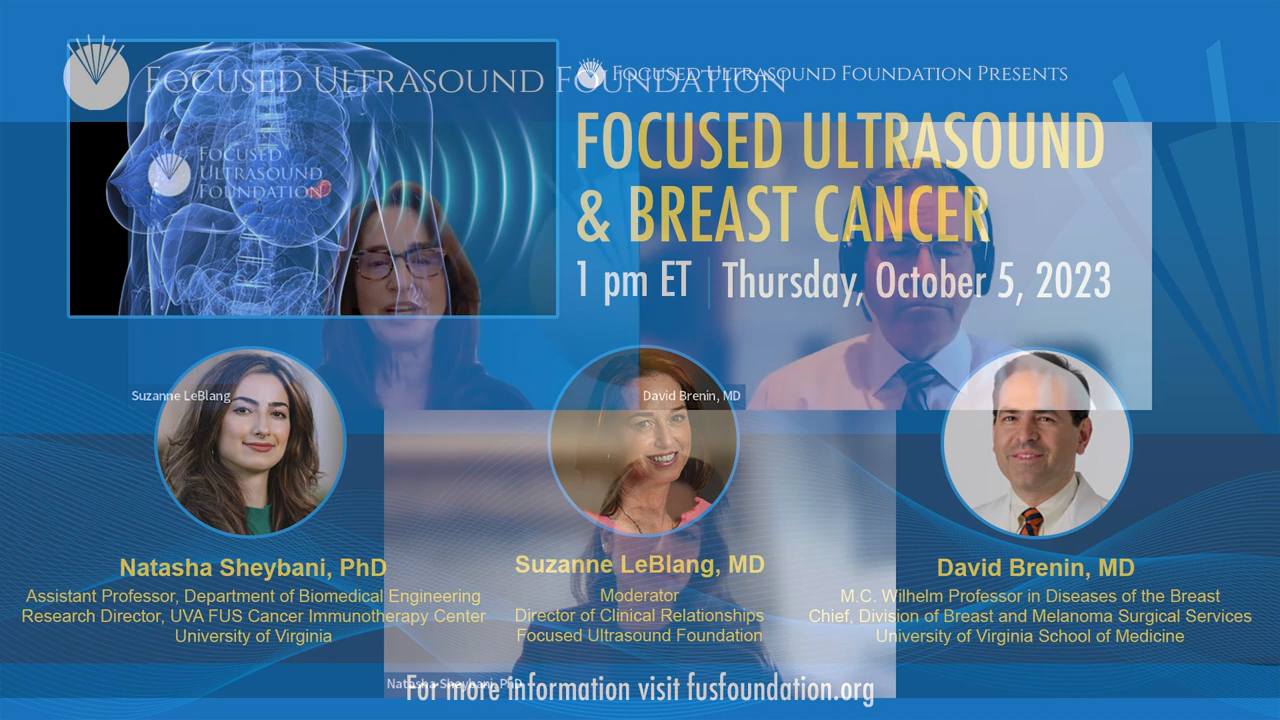 FOCUSED ULTRASOUND FOUNDATION
FOCUSED ULTRASOUND FOUNDATION PRESENTS
FOCUSED
ULTRASOUND
FOUNDATION
FOCUSED ULTRASOUND
& BREAST CANCER
1 pm ET | Thursday, October 5, 2023
Suzanne LeBlang
David Brenin, MD
Natasha Sheybani, PhD
Assistant Professor, Department of Biomedical Engineering
Research Director, UVA FUS Cancer Immunotherapy Center
University of Virginia
Suzanne LeBlang, MD
Moderator
Director of Clinical Relationships
Focused Ultrasound Foundation
David Brenin, MD
M.C. Wilhelm Professor in Diseases of the Breast
Chief, Division of Breast and Melanoma Surgical Services
University of Virginia School of Medicine
Natasha Sheybani, PhD
For more information visit fusfoundation.org